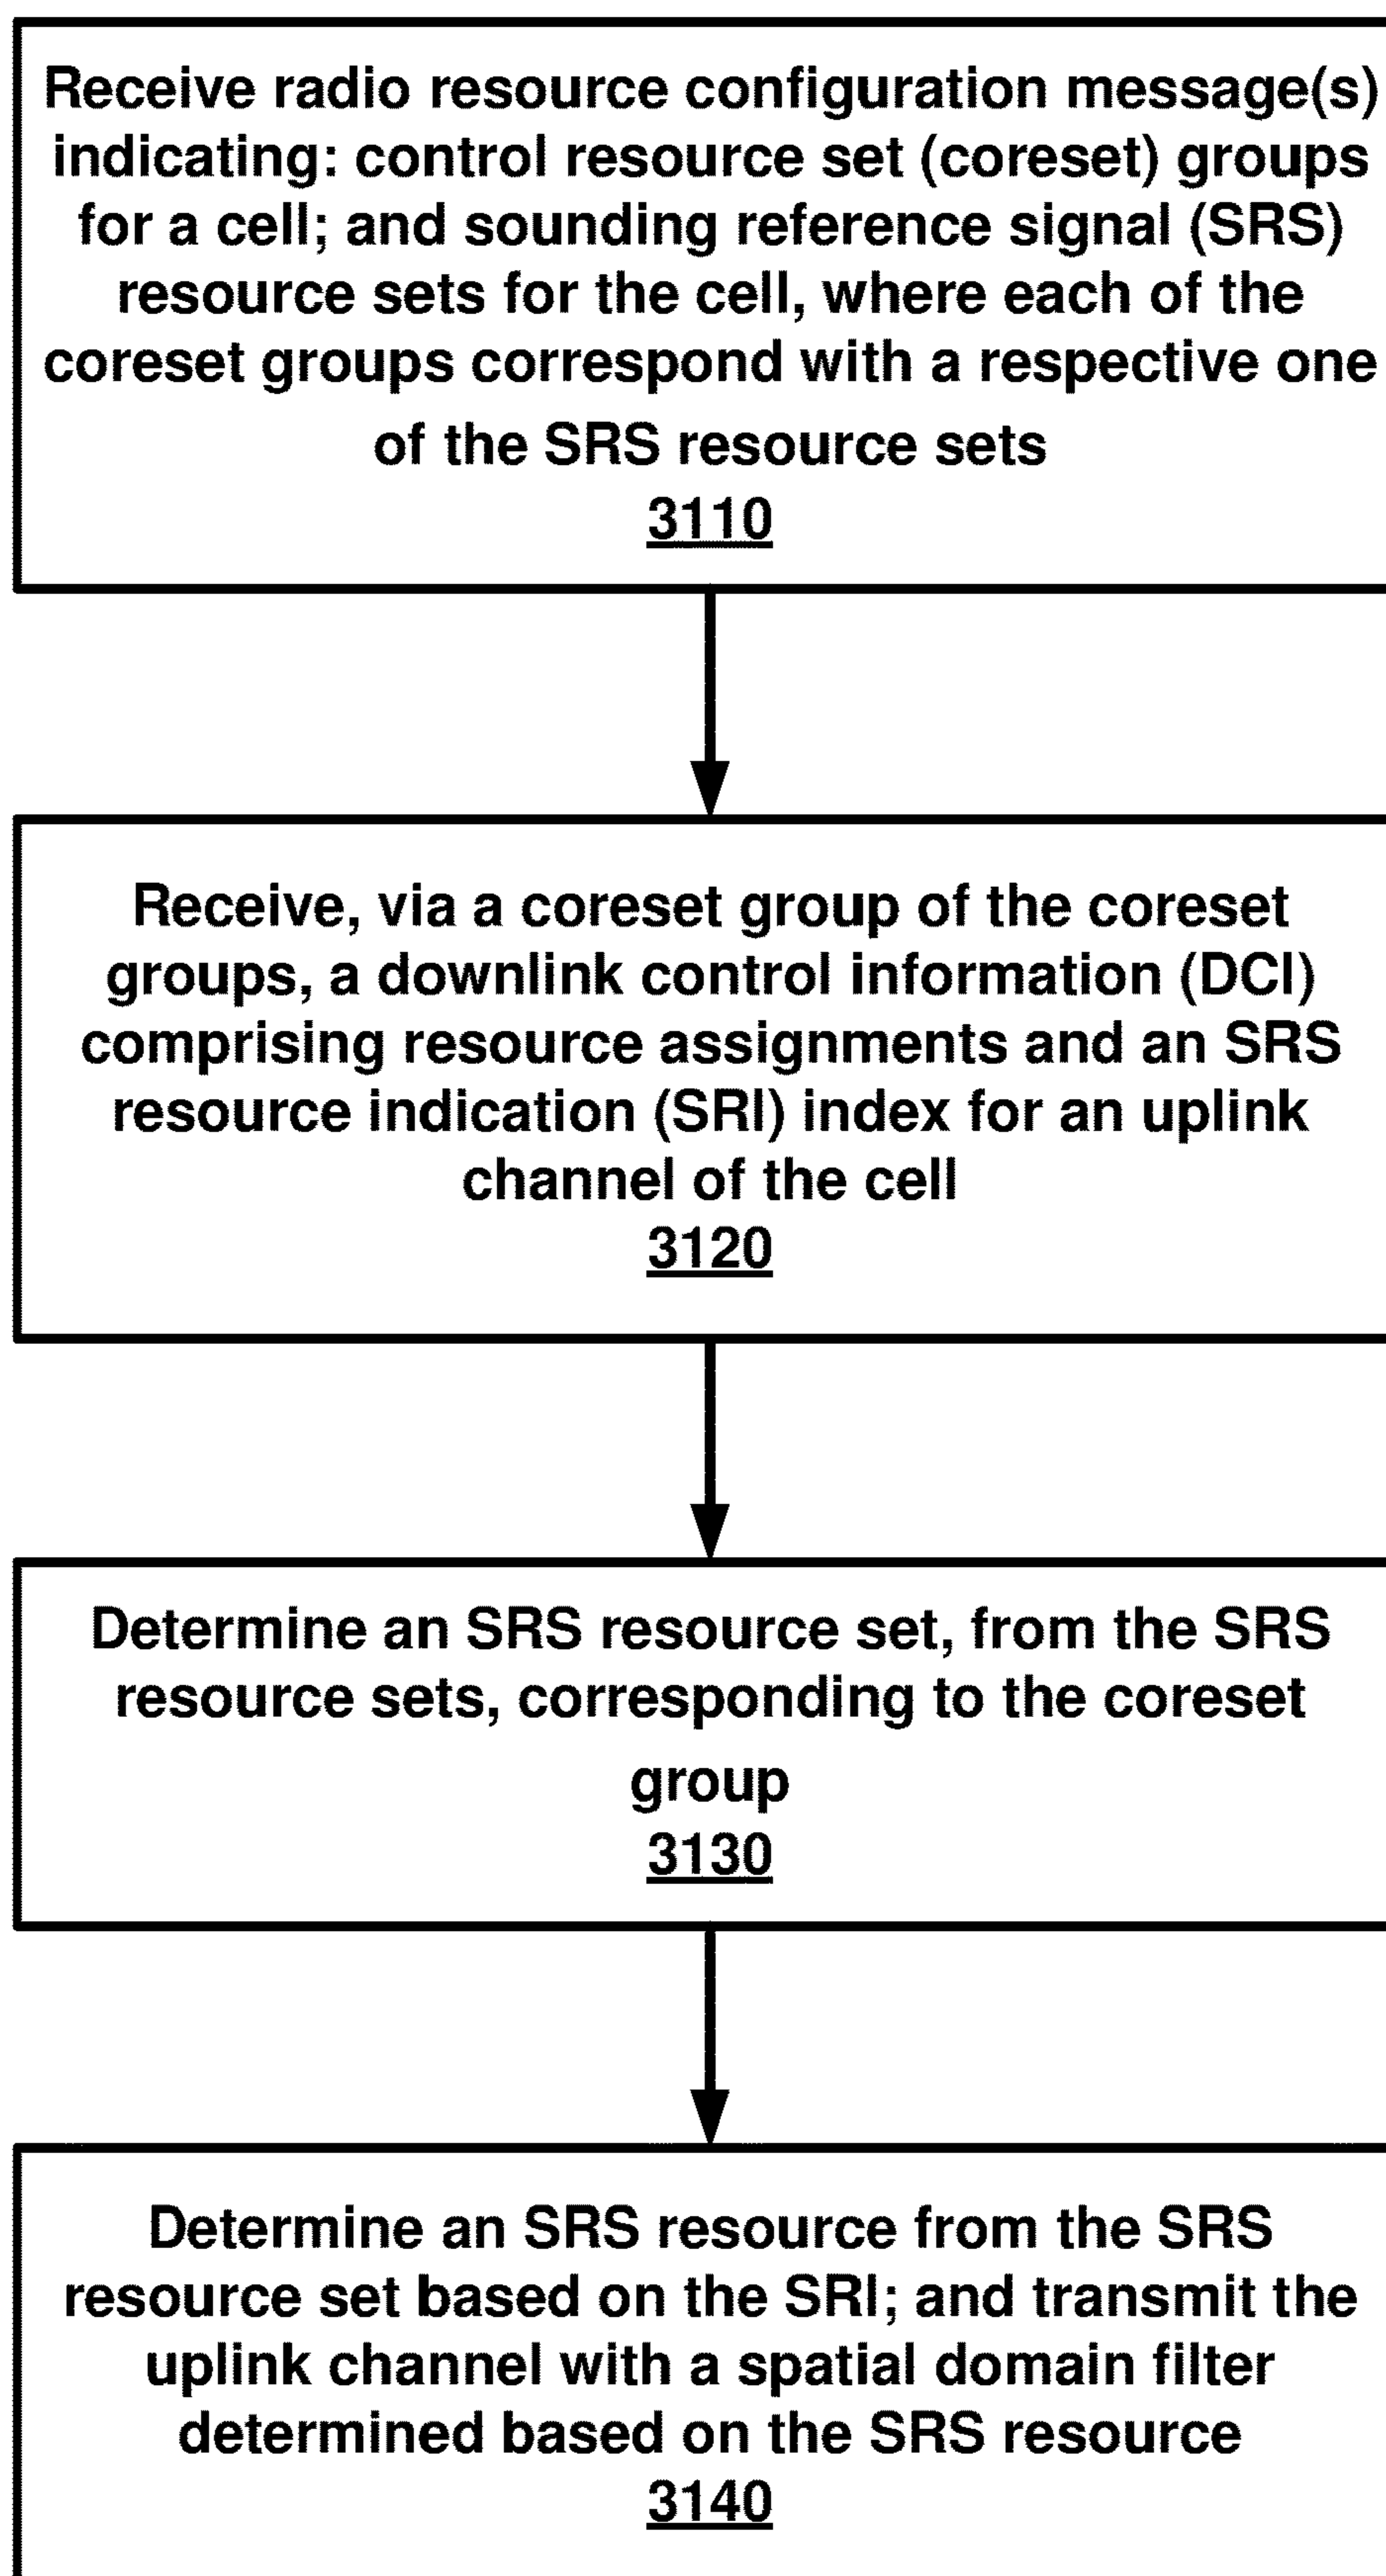 Receive radio resource configuration message(s)
indicating: control resource set (coreset) groups
for a cell; and sounding reference signal (SRS)
resource sets for the cell, where each of the
coreset groups correspond with a respective one
of the SRS resource sets
3110
Receive, via a coreset group of the coreset
groups, a downlink control information (DCI)
comprising resource assignments and an SRS
resource indication (SRI) index for an uplink
channel of the cell
3120
Determine an SRS resource set, from the SRS
resource sets, corresponding to the coreset
group
3130
Determine an SRS resource from the SRS
resource set based on the SRI; and transmit the
uplink channel with a spatial domain filter
determined based on the SRS resource
3140